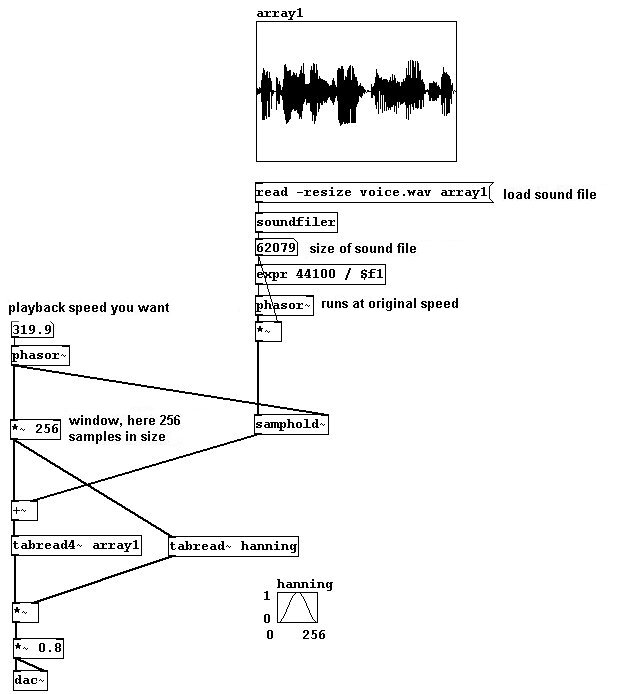 array1
read -resize voice.wav array1
load sound file
soundfiler
62079
size of sound file
expr 44100 / $f1
playback speed you want
phasor~
runs at original speed
319.9
*~
phasor~
*~ 256
window, here 256
samples in size
samphold~
+~
tabread4~ array1
tabread~ hanning
hanning
1
*~
0
0
256
*~ 0.8
dac~